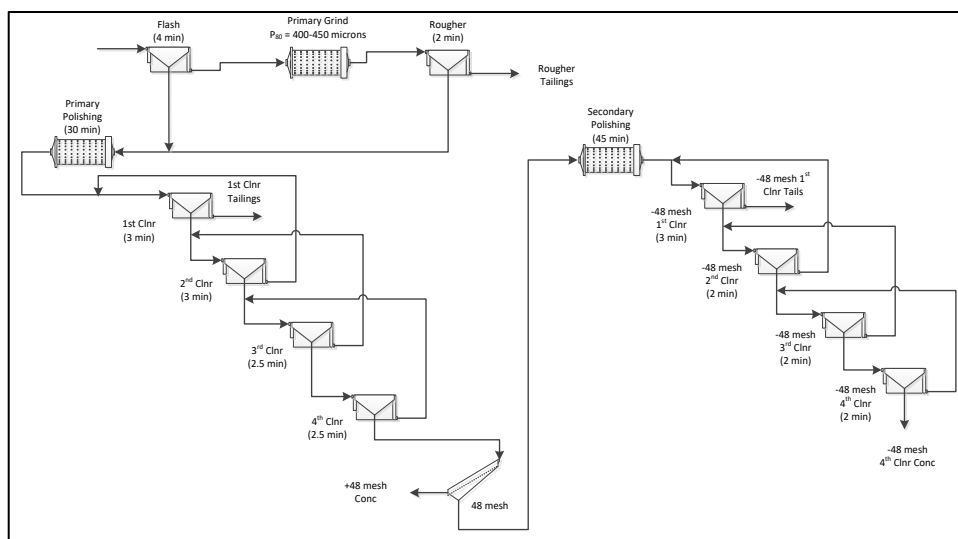 Flash
(4 min)
Primary Grind
P80 = 400-450 microns
Rougher
(2 min)
Rougher
Tailings
Primary
Polishing
(30 min)
Secondary
Polishing
(45 min)
1st Clnr
Tailings
1st Clnr
(3 min)
2nd Clnr
(3 min)
3rd Clnr
(2.5 min)
4th Clnr
(2.5 min)
+48 mesh
Conc
48 mesh
-48 mesh 1st
Clnr Tails
-48 mesh
1st Clnr
(3 min)
-48 mesh
2nd Clnr
(2 min)
-48 mesh
3rd Clnr
(2 min)
-48 mesh
4th Clnr
(2 min)
-48 mesh
4th Clnr Conc